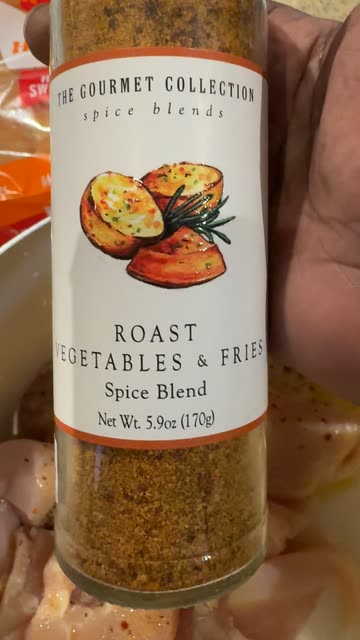 THE GOURMET COLLECTION
spice blends
ROAST
VEGETABLES & FRIES
Spice Blend
Net Wt. 5.9oz (170g)